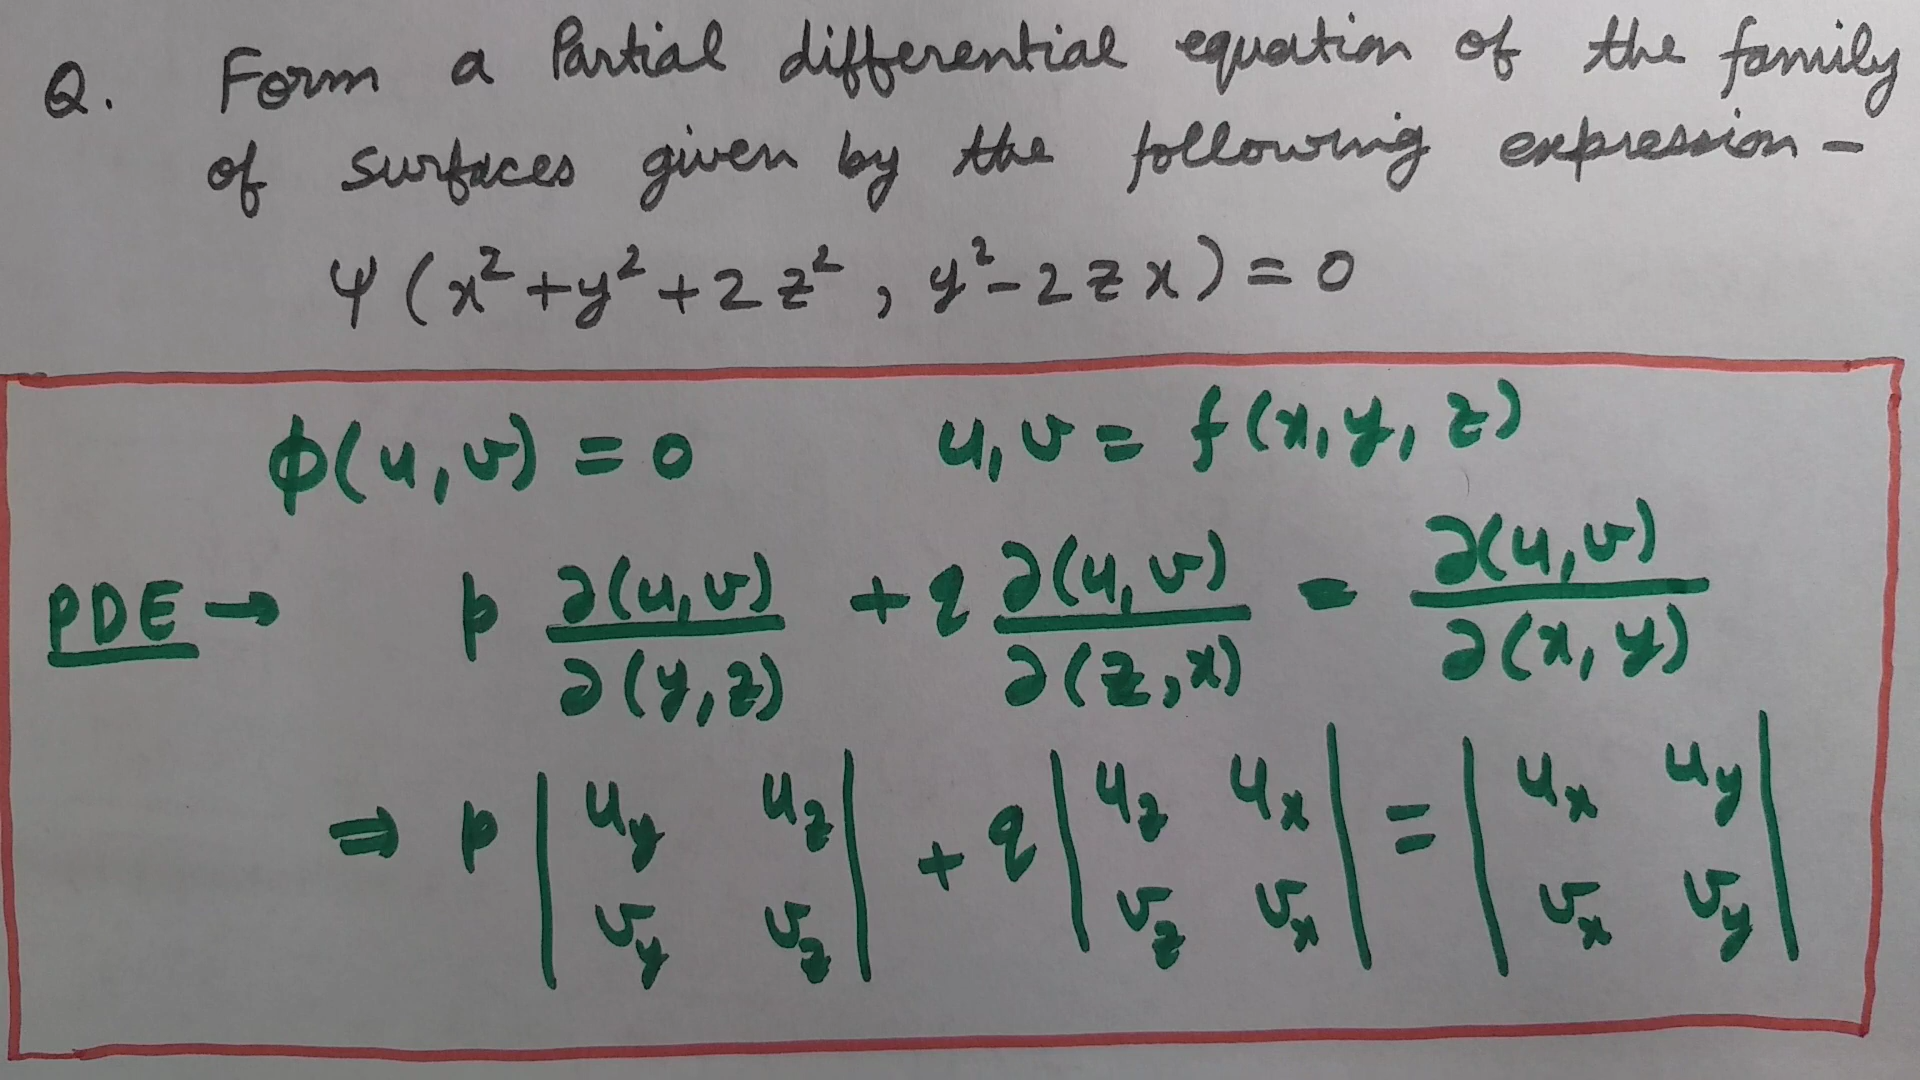 Q. Form a Partial differential equation of the family
of surfaces given by the following expression -
ψ (x² + y² + 2z² , y² - 2zx) = 0
ϕ(u,v) = 0 u,v = f(x,y,z)
PDE → p ∂(u,v)/∂(y,z) + q ∂(u,v)/∂(z,x) = ∂(u,v)/∂(x,y)
⇒ p |u_y u_z| + q |u_z u_x| = |u_x u_y|
|v_y v_z| |v_z v_x| |v_x v_y|